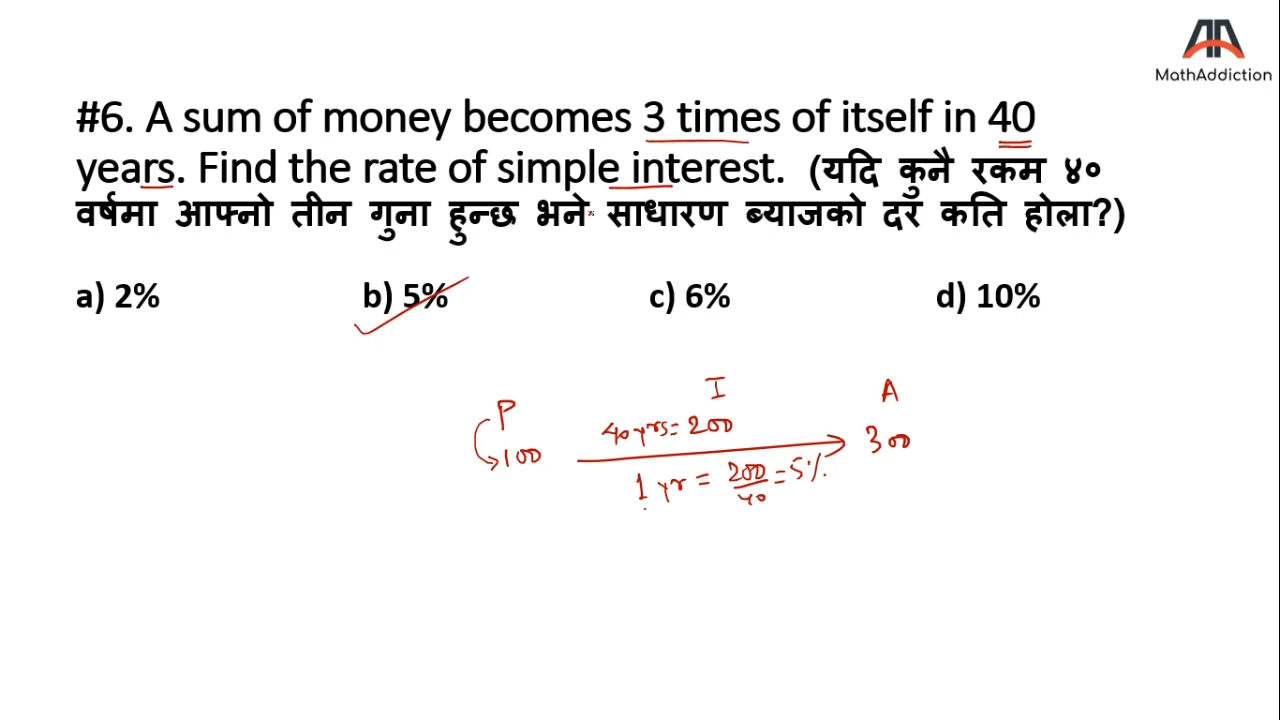 MathAddiction
#6. A sum of money becomes 3 times of itself in 40
years. Find the rate of simple interest. (यदि कुनै रकम ४०
वर्षमा आफ्नो तीन गुना हुन्छ भने साधारण ब्याजको दर कति होला?)
a) 2% b) 5% c) 6% d) 10%
P I A
40yrs = 200
100 300
1 yr = 200/40 = 5%